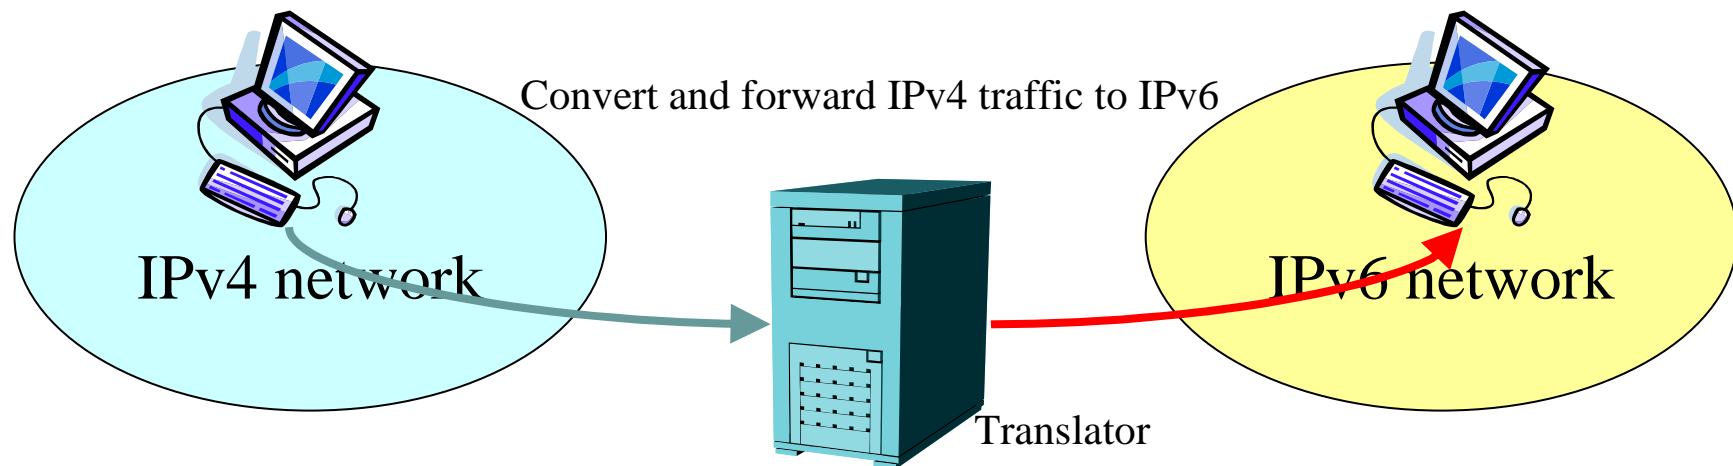 Convert and forward IPv4 traffic to IPv6
IPv4 network
IPv6 network
Translator